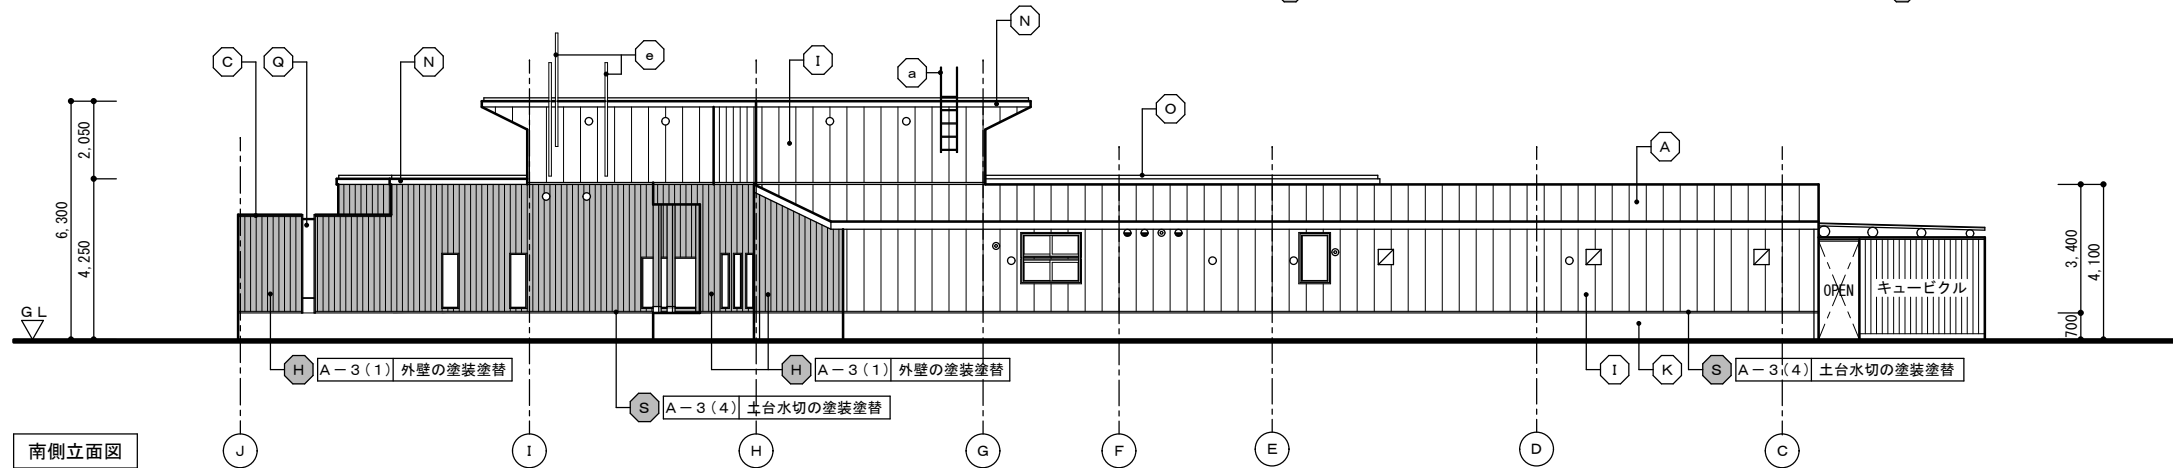 N
C
Q
N
e
I
a
O
A
2,050
6,300
4,250
3,400
4,100
700
GL
OPEN
キュービクル
H A－3(1) 外壁の塗装塗替
H A－3(1) 外壁の塗装塗替
I
K
S A－3(4) 土台水切の塗装塗替
S A－3(4) 土台水切の塗装塗替
南側立面図
J
I
H
G
F
E
D
C